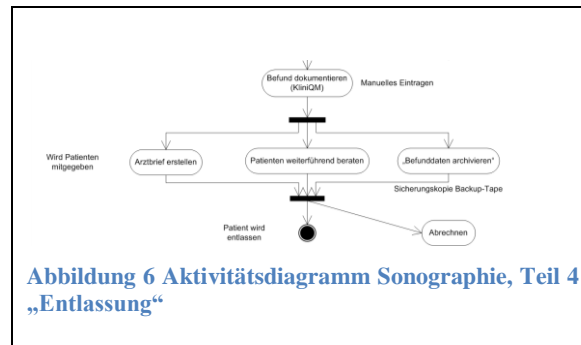 Befund dokumentieren
(KliniQM)
Manuelles Eintragen
Wird Patienten
mitgegeben
Arztbrief erstellen
Patienten weiterführend beraten
„Befunddaten archivieren“
Sicherungskopie Backup-Tape
Patient wird
entlassen
Abrechnen
Abbildung 6 Aktivitätsdiagramm Sonographie, Teil 4
„Entlassung“